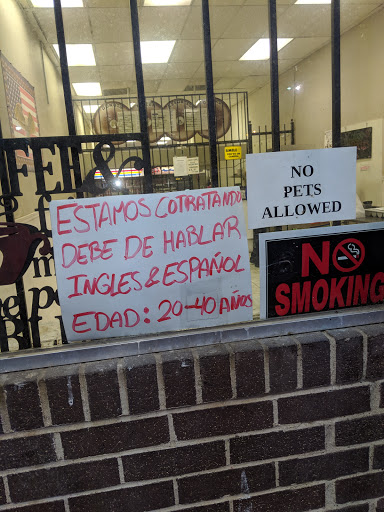 ESTAMOS COTRATANDO
DEBE DE HABLAR
INGLES & ESPAÑOL
EDAD: 20-40 AÑOS
NO
PETS
ALLOWED
NO
SMOKING